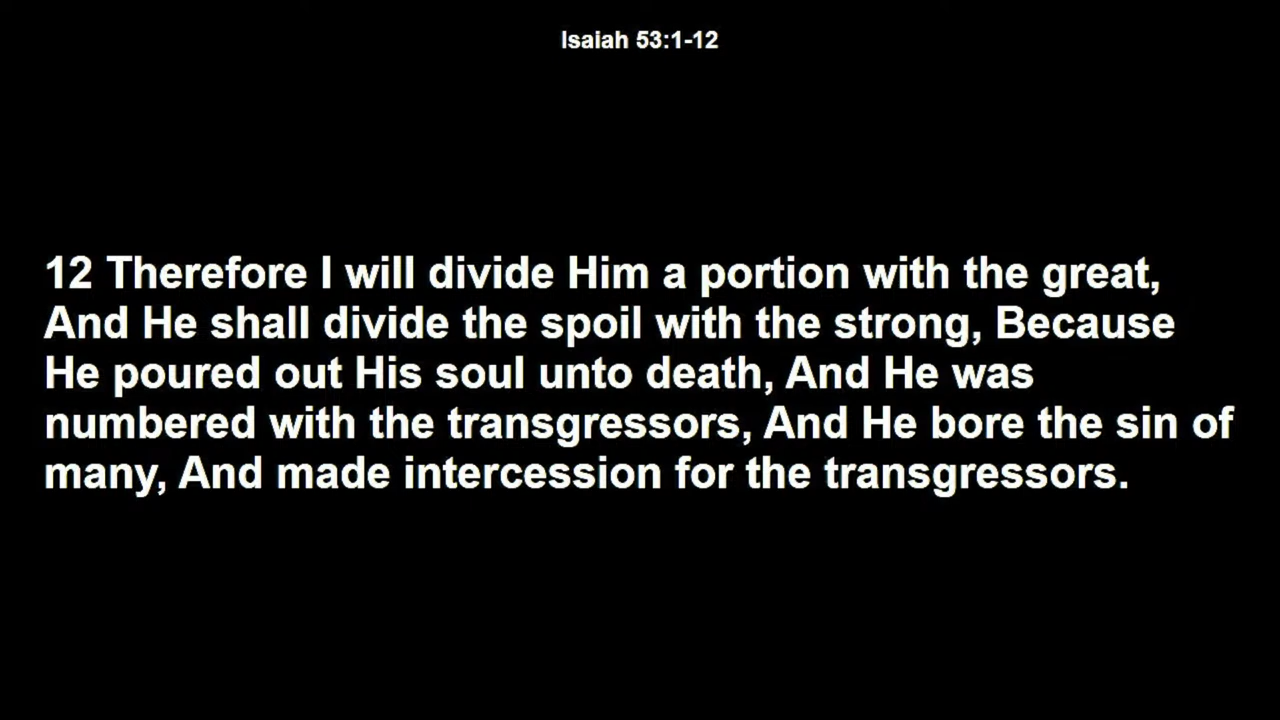 Isaiah 53:1-12
12 Therefore I will divide Him a portion with the great,
And He shall divide the spoil with the strong, Because
He poured out His soul unto death, And He was
numbered with the transgressors, And He bore the sin of
many, And made intercession for the transgressors.